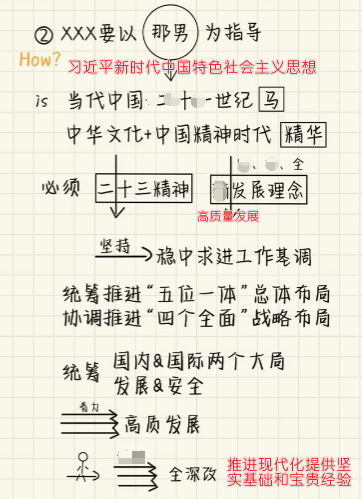 ② XXX要以 那男 为指导
How? 习近平新时代中国特色社会主义思想
is 当代中国 二十一世纪 马
中华文化+中国精神时代 精华
、 、全
必须 二十三精神 发展理念
高质量发展
坚持 稳中求进工作基调
统筹推进“五位一体”总体布局
协调推进“四个全面”战略布局
统筹 国内&国际两个大局
发展&安全
着力 高质发展
全深改
推进现代化提供坚
实基础和宝贵经验